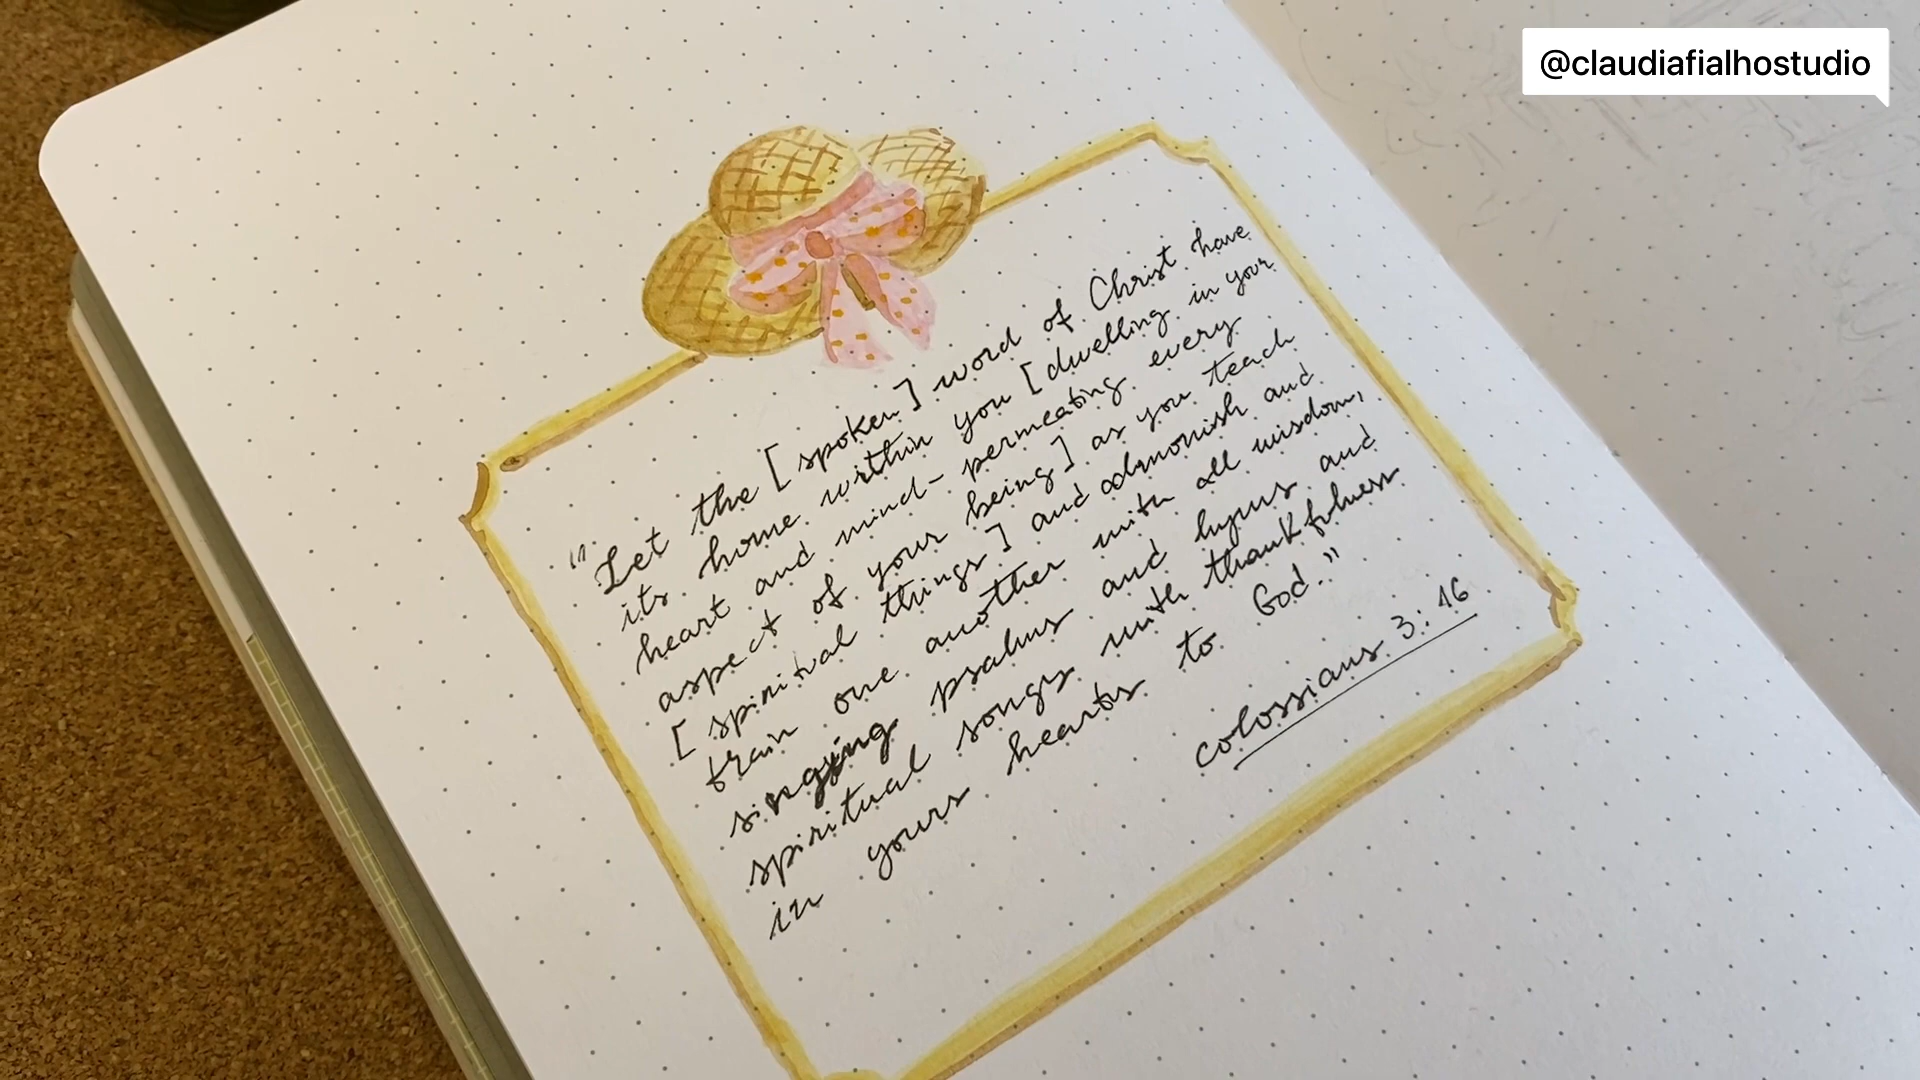 @claudiafialhostudio
"Let the [spoken] word of Christ have
its home within you [dwelling in your
heart and mind- permeating every
aspect of your being] as you teach
[spiritual things] and admonish and
train one another with all wisdom,
singing psalms and hymns and
spiritual songs with thankfulness
in yours hearts to God."
colossians 3:16